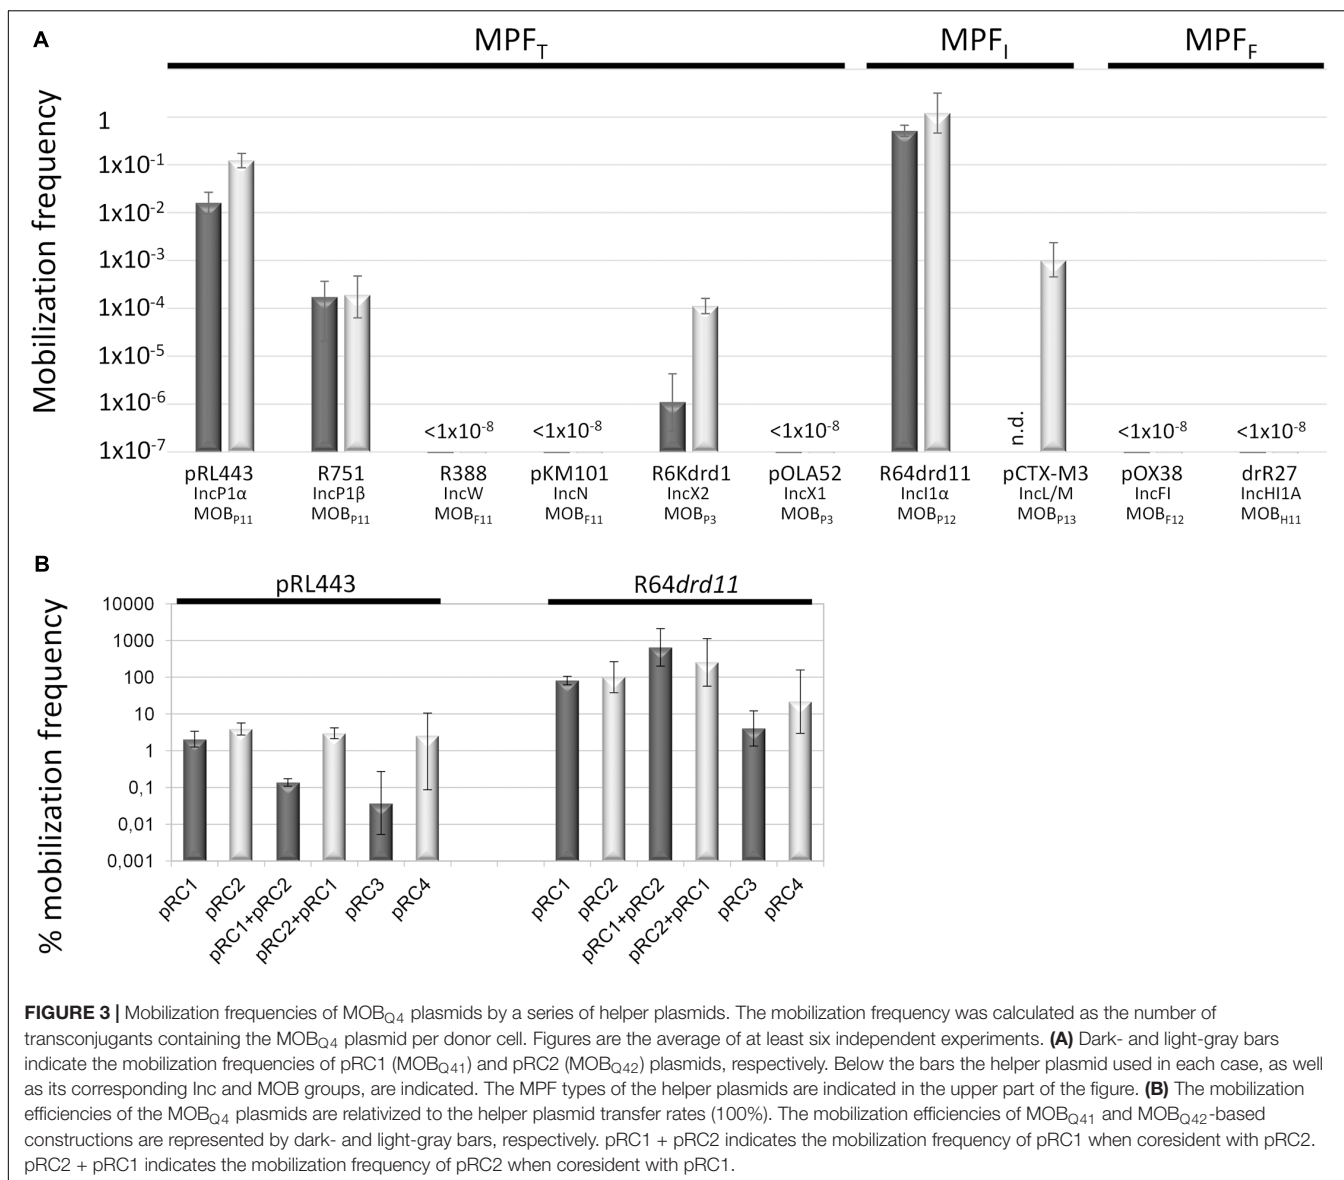 A
MPF_T MPF_I MPF_F
Mobilization frequency
1
1x10^-1
1x10^-2
1x10^-3
1x10^-4
1x10^-5
1x10^-6
1x10^-7
<1x10^-8 <1x10^-8 <1x10^-8 n.d. <1x10^-8 <1x10^-8
pRL443 R751 R388 pKM101 R6Kdrd1 pOLA52 R64drd11 pCTX-M3 pOX38 drR27
IncP1α IncP1β IncW IncN IncX2 IncX1 IncI1α IncL/M IncFI IncHI1A
MOB_P11 MOB_P11 MOB_F11 MOB_F11 MOB_P3 MOB_P3 MOB_P12 MOB_P13 MOB_F12 MOB_H11
B
pRL443 R64drd11
% mobilization frequency
10000
1000
100
10
1
0,1
0,01
0,001
pRC1 pRC2 pRC1+pRC2 pRC2+pRC1 pRC3 pRC4 pRC1 pRC2 pRC1+pRC2 pRC2+pRC1 pRC3 pRC4
FIGURE 3 | Mobilization frequencies of MOB_Q4 plasmids by a series of helper plasmids. The mobilization frequency was calculated as the number of
transconjugants containing the MOB_Q4 plasmid per donor cell. Figures are the average of at least six independent experiments. (A) Dark- and light-gray bars
indicate the mobilization frequencies of pRC1 (MOB_Q41) and pRC2 (MOB_Q42) plasmids, respectively. Below the bars the helper plasmid used in each case, as well
as its corresponding Inc and MOB groups, are indicated. The MPF types of the helper plasmids are indicated in the upper part of the figure. (B) The mobilization
efficiencies of the MOB_Q4 plasmids are relativized to the helper plasmid transfer rates (100%). The mobilization efficiencies of MOB_Q41 and MOB_Q42-based
constructions are represented by dark- and light-gray bars, respectively. pRC1 + pRC2 indicates the mobilization frequency of pRC1 when coresident with pRC2.
pRC2 + pRC1 indicates the mobilization frequency of pRC2 when coresident with pRC1.